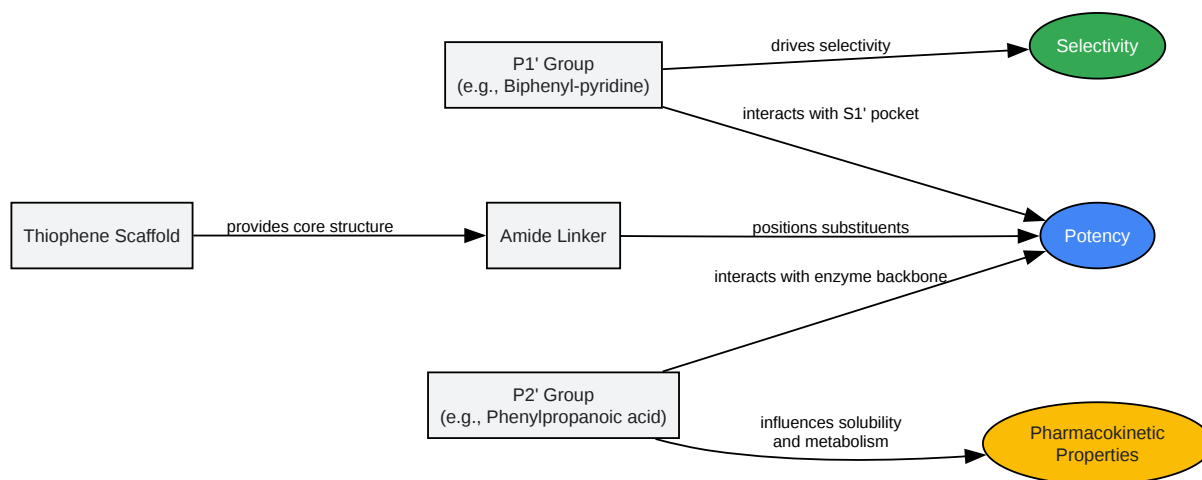 P1' Group
(e.g., Biphenyl-pyridine)
drives selectivity
Selectivity
interacts with S1' pocket
Thiophene Scaffold
provides core structure
Amide Linker
positions substituents
Potency
interacts with enzyme backbone
P2' Group
(e.g., Phenylpropanoic acid)
influences solubility
and metabolism
Pharmacokinetic
Properties